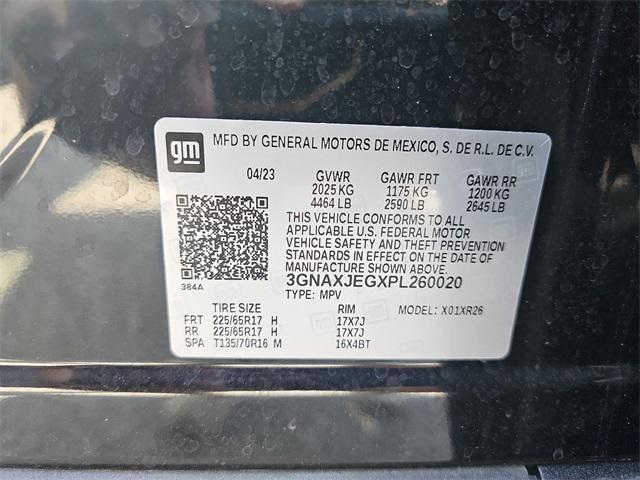 gm
MFD BY GENERAL MOTORS DE MEXICO, S. DE R.L. DE C.V.
04/23 GVWR GAWR FRT GAWR RR
2025 KG 1175 KG 1200 KG
4464 LB 2590 LB 2645 LB
THIS VEHICLE CONFORMS TO ALL
APPLICABLE U.S. FEDERAL MOTOR
VEHICLE SAFETY AND THEFT PREVENTION
STANDARDS IN EFFECT ON THE DATE OF
MANUFACTURE SHOWN ABOVE.
384A
3GNAXJEGXPL260020
TYPE: MPV
TIRE SIZE RIM MODEL: X01XR26
FRT 225/65R17 H 17X7J
RR 225/65R17 H 17X7J
SPA T135/70R16 M 16X4BT